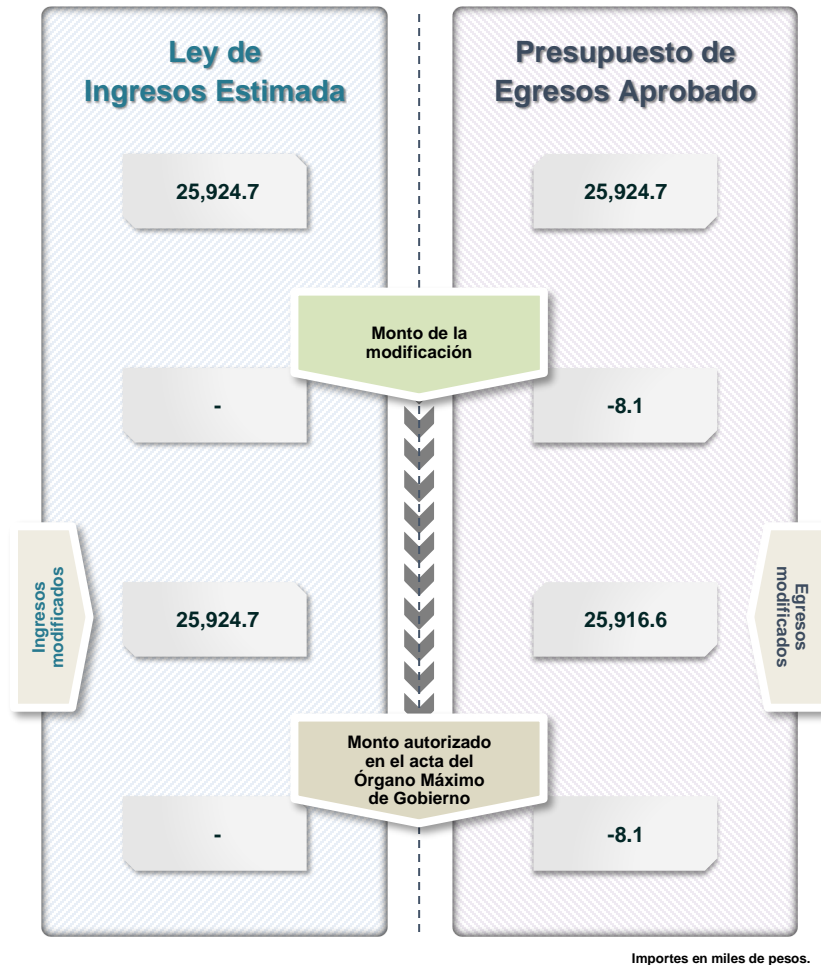 Ley de
Ingresos Estimada
Presupuesto de
Egresos Aprobado
25,924.7
25,924.7
Monto de la
modificación
-
-8.1
Ingresos
modificados
25,924.7
25,916.6
Egresos
modificados
Monto autorizado
en el acta del
Órgano Máximo
de Gobierno
-
-8.1
Importes en miles de pesos.